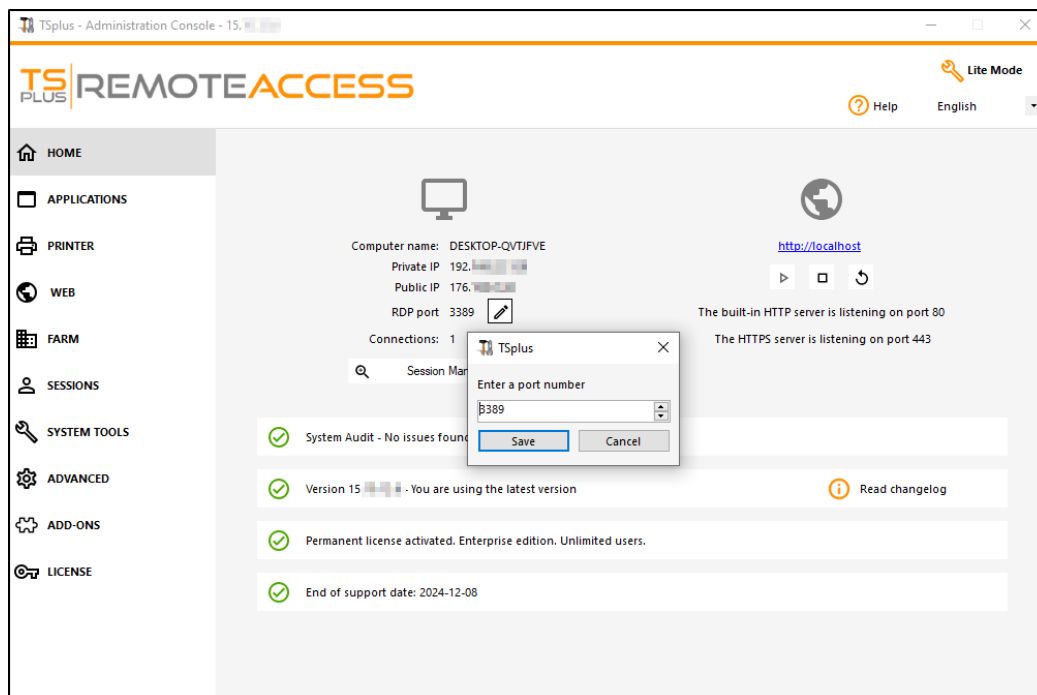 TSplus - Administration Console - 15.
TS PLUS REMOTEACCESS
Lite Mode
Help
English
HOME
APPLICATIONS
PRINTER
WEB
FARM
SESSIONS
SYSTEM TOOLS
ADVANCED
ADD-ONS
LICENSE
Computer name: DESKTOP-QVTJFVE
Private IP 192.
Public IP 176.
RDP port 3389
Connections: 1
Session Mar
http://localhost
The built-in HTTP server is listening on port 80
The HTTPS server is listening on port 443
TSplus
Enter a port number
3389
Save Cancel
System Audit - No issues found
Version 15 - You are using the latest version
Read changelog
Permanent license activated. Enterprise edition. Unlimited users.
End of support date: 2024-12-08